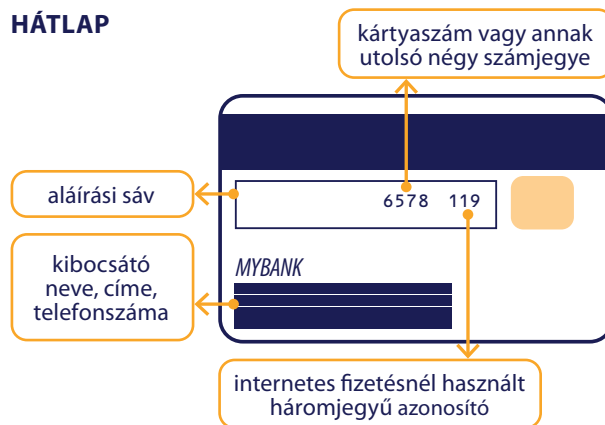 HÁTLAP
kártyaszám vagy annak
utolsó négy számjegye
aláírási sáv
6578 119
kibocsátó
neve, címe,
telefonszáma
MYBANK
internetes fizetésnél használt
háromjegyű azonosító